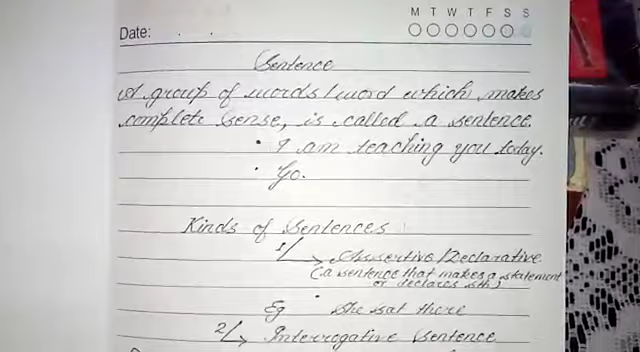 M T W T F S S
Date:
Sentence
A group of words/word which makes
complete sense, is called a sentence.
• I am teaching you today.
• Go.
Kinds of Sentences
1 Assertive/Declarative
(a sentence that makes a statement
or declares sth)
Eg She sat there
2 Interrogative Sentence